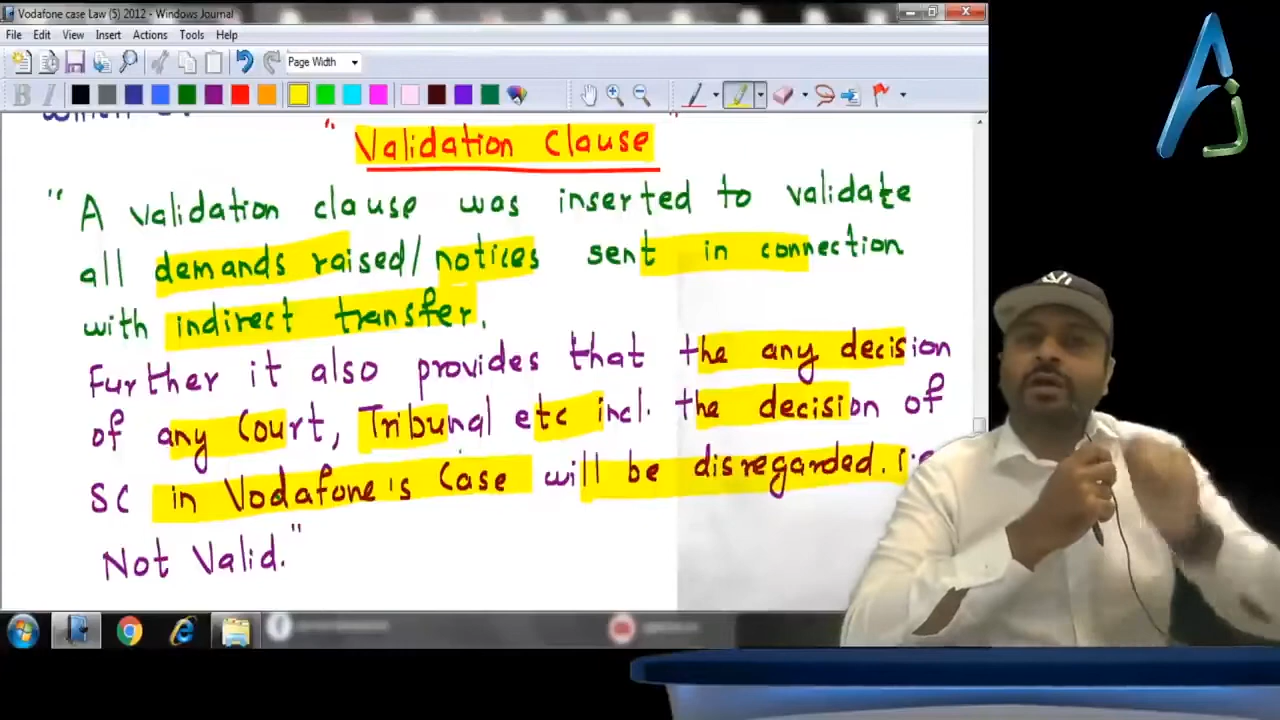 Vodafone case Law (5) 2012 - Windows Journal
File Edit View Insert Actions Tools Help
Page Width
B I
which
"Validation Clause"
"A validation clause was inserted to validate
all demands raised/notices sent in connection
with indirect transfer.
Further it also provides that the any decision
of any Court, Tribunal etc incl. the decision of
SC in Vodafone's Case will be disregarded. i.e
Not Valid."